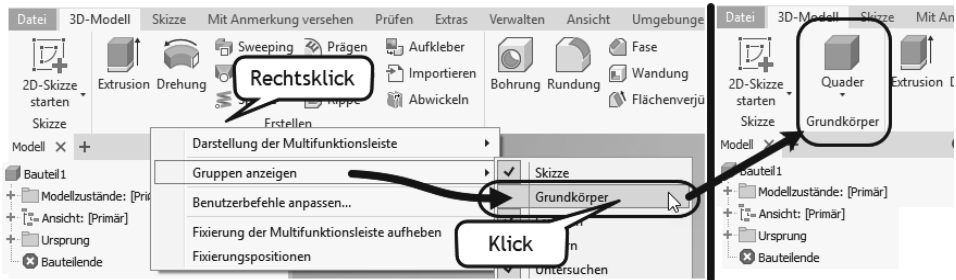 Datei 3D-Modell Skizze Mit Anmerkung versehen Prüfen Extras Verwalten Ansicht Umgebunge
2D-Skizze starten
Extrusion
Drehung
Sweeping
Prägen
Aufkleber
Importieren
Rippe
Abwickeln
Bohrung
Rundung
Fase
Wandung
Flächenverjü
Skizze
Erstellen
Rechtsklick
Modell × +
Bauteil1
Modellzustände: [Pri
Ansicht: [Primär]
Ursprung
Bauteilende
Darstellung der Multifunktionsleiste
Gruppen anzeigen
Benutzerbefehle anpassen...
Fixierung der Multifunktionsleiste aufheben
Fixierungspositionen
Skizze
Grundkörper
Untersuchen
Klick
Datei 3D-Modell Skizze Mit An
2D-Skizze starten
Quader
Extrusion D
Skizze
Grundkörper
Modell
Bauteil1
Modellzustände: [Primär]
Ansicht: [Primär]
Ursprung
Bauteilende